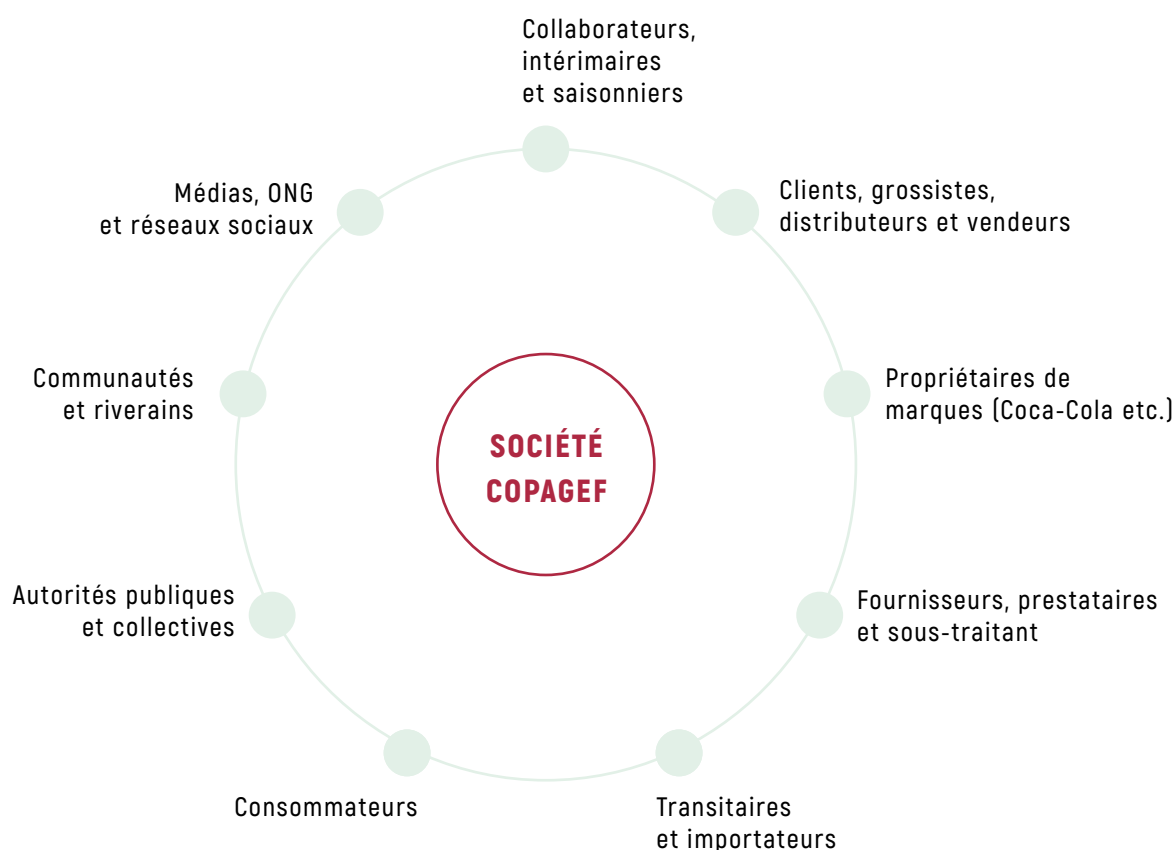 Collaborateurs,
intérimaires
et saisonniers
Clients, grossistes,
distributeurs et vendeurs
Propriétaires de
marques (Coca-Cola etc.)
Fournisseurs, prestataires
et sous-traitant
Transitaires
et importateurs
Consommateurs
Autorités publiques
et collectives
Communautés
et riverains
Médias, ONG
et réseaux sociaux
SOCIÉTÉ
COPAGEF